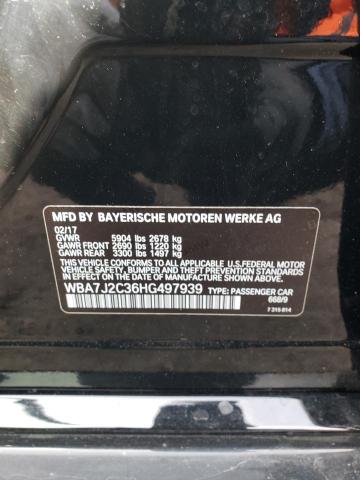 MFD BY BAYERISCHE MOTOREN WERKE AG
02/17
GVWR 5904 lbs 2678 kg
GAWR FRONT 2690 lbs 1220 kg
GAWR REAR 3300 lbs 1497 kg
THIS VEHICLE CONFORMS TO ALL APPLICABLE U.S.FEDERAL MOTOR
VEHICLE SAFETY, BUMPER, AND THEFT PREVENTION STANDARDS
IN EFFECT ON THE DATE OF MANUFACTURE SHOWN ABOVE.
WBA7J2C36HG497939 TYPE: PASSENGER CAR
668/9
7 315 614